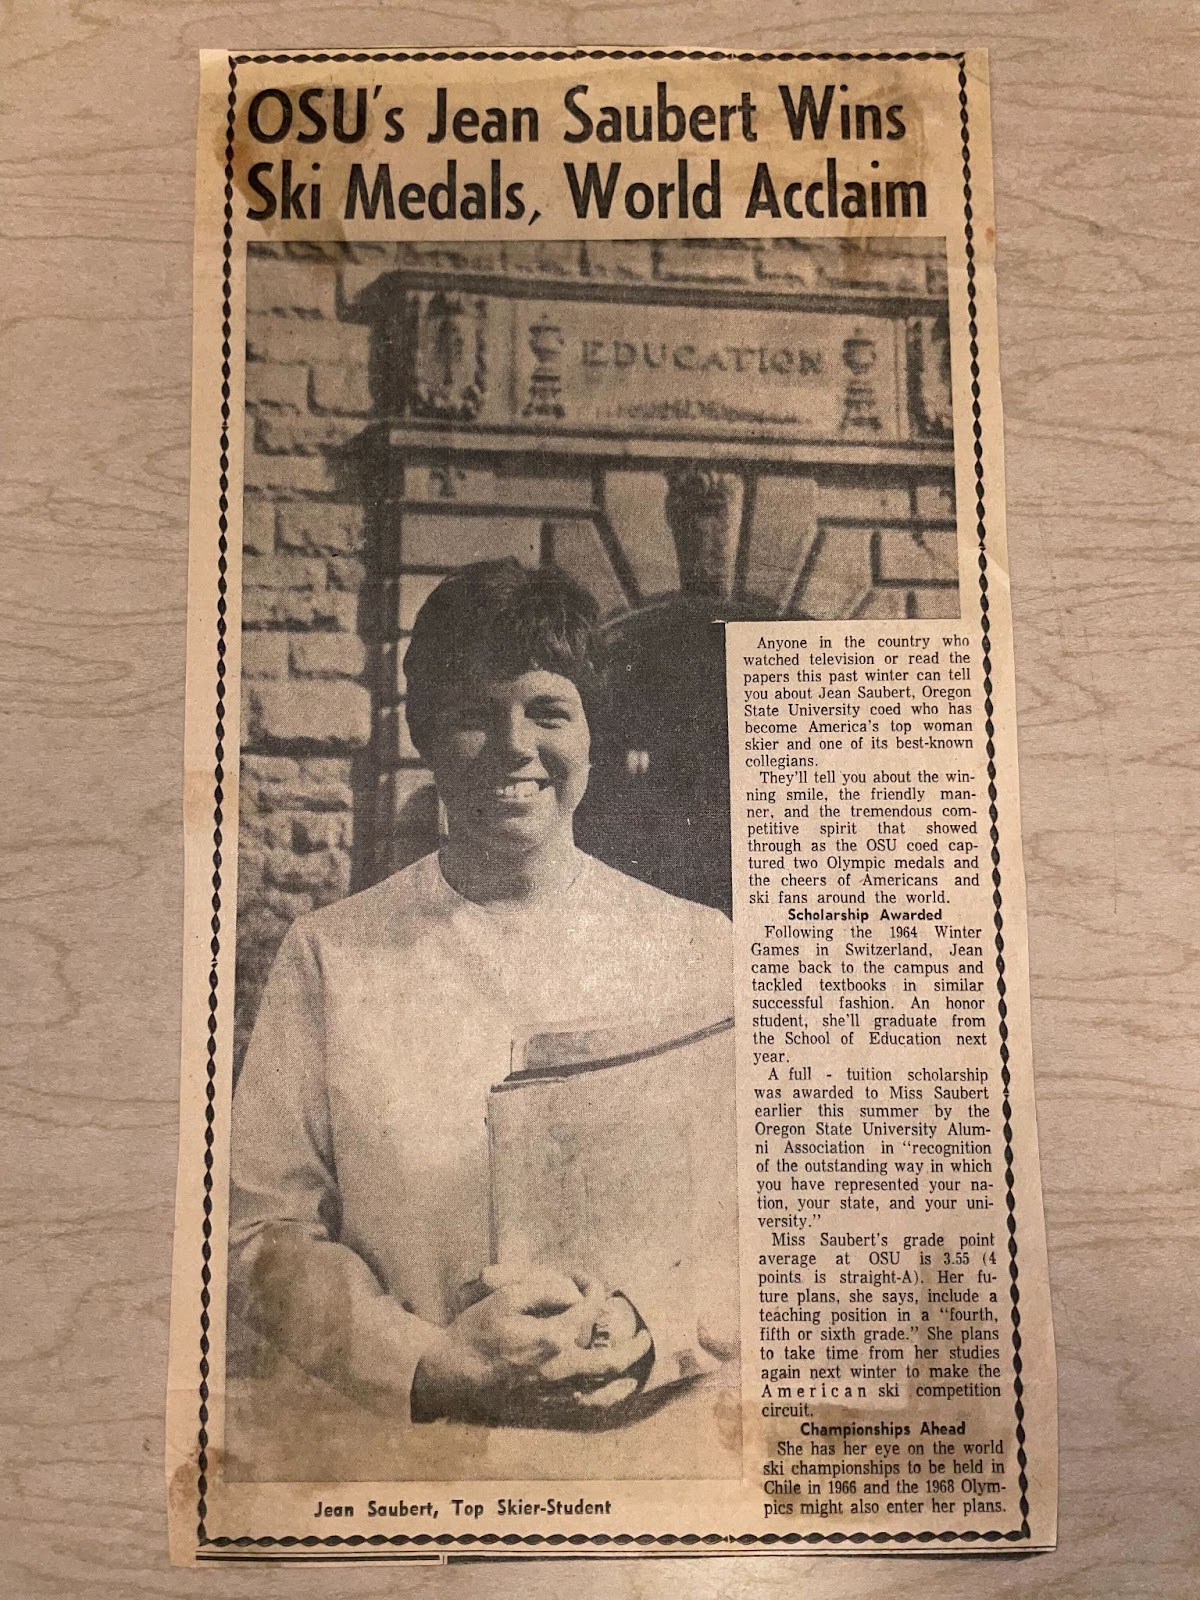 OSU's Jean Saubert Wins
Ski Medals, World Acclaim
EDUCATION
Anyone in the country who
watched television or read the
papers this past winter can tell
you about Jean Saubert, Oregon
State University coed who has
become America's top woman
skier and one of its best-known
collegians.
They'll tell you about the win-
ning smile, the friendly man-
ner, and the tremendous com-
petitive spirit that showed
through as the OSU coed cap-
tured two Olympic medals and
the cheers of Americans and
ski fans around the world.
Scholarship Awarded
Following the 1964 Winter
Games in Switzerland, Jean
came back to the campus and
tackled textbooks in similar
successful fashion. An honor
student, she'll graduate from
the School of Education next
year.
A full - tuition scholarship
was awarded to Miss Saubert
earlier this summer by the
Oregon State University Alum-
ni Association in "recognition
of the outstanding way in which
you have represented your na-
tion, your state, and your uni-
versity."
Miss Saubert's grade point
average at OSU is 3.55 (4
points is straight-A). Her fu-
ture plans, she says, include a
teaching position in a "fourth,
fifth or sixth grade." She plans
to take time from her studies
again next winter to make the
American ski competition
circuit.
Championships Ahead
She has her eye on the world
ski championships to be held in
Chile in 1966 and the 1968 Olym-
pics might also enter her plans.
Jean Saubert, Top Skier-Student